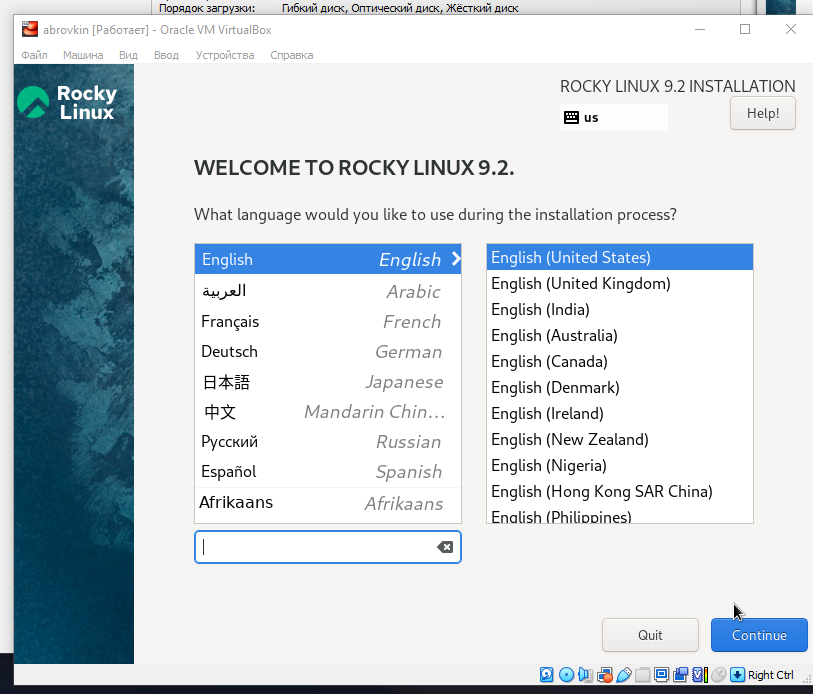 Порядок загрузки: Гибкий диск, Оптический диск, Жёсткий диск
abrovkin [Работает] - Oracle VM VirtualBox
Файл Машина Вид Ввод Устройства Справка
Rocky
Linux
ROCKY LINUX 9.2 INSTALLATION
us
Help!
WELCOME TO ROCKY LINUX 9.2.
What language would you like to use during the installation process?
English English
العربية Arabic
Français French
Deutsch German
日本語 Japanese
中文 Mandarin Chin…
Русский Russian
Español Spanish
Afrikaans Afrikaans
English (United States)
English (United Kingdom)
English (India)
English (Australia)
English (Canada)
English (Denmark)
English (Ireland)
English (New Zealand)
English (Nigeria)
English (Hong Kong SAR China)
English (Philippines)
Quit
Continue
Right Ctrl